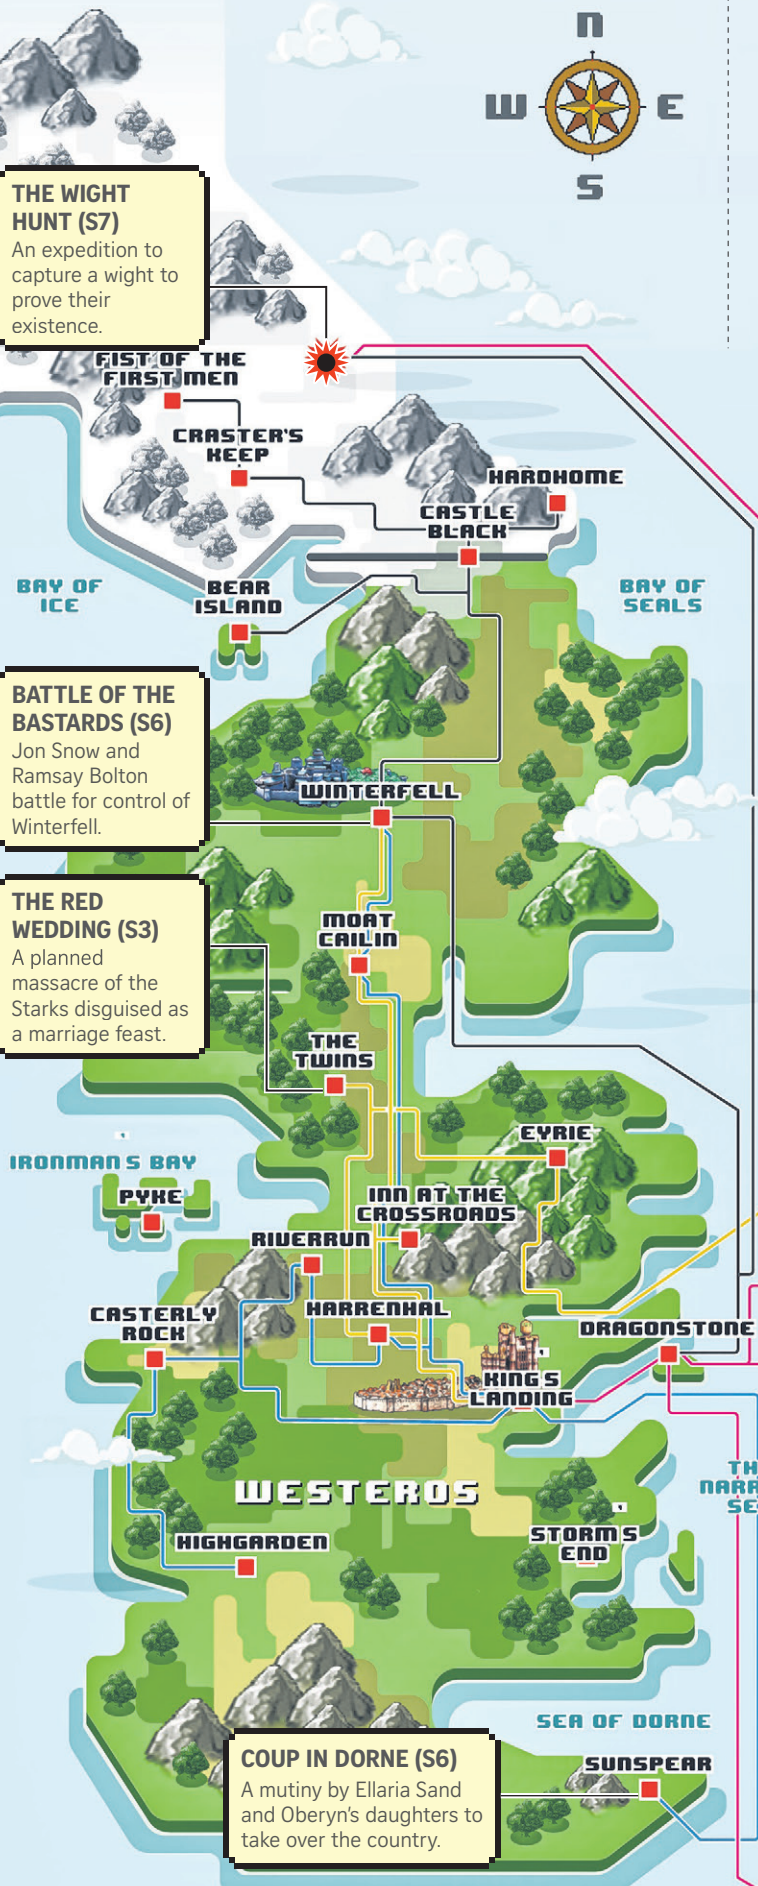 N
W E
S
THE WIGHT
HUNT (S7)
An expedition to
capture a wight to
prove their
existence.
FIST OF THE
FIRST MEN
CRASTER'S
KEEP
HARDHOME
CASTLE
BLACK
BAY OF
ICE
BEAR
ISLAND
BAY OF
SEALS
BATTLE OF THE
BASTARDS (S6)
Jon Snow and
Ramsay Bolton
battle for control of
Winterfell.
WINTERFELL
THE RED
WEDDING (S3)
A planned
massacre of the
Starks disguised as
a marriage feast.
MOAT
CAILIN
THE
TWINS
EYRIE
IRONMAN S BAY
PYKE
INN AT THE
CROSSROADS
RIVERRUN
HARRENHAL
CASTERLY
ROCK
DRAGONSTONE
KING S
LANDING
TH
NARR
SE
WESTEROS
STORM S
END
HIGHGARDEN
SEA OF DORNE
COUP IN DORNE (S6)
A mutiny by Ellaria Sand
and Oberyn's daughters to
take over the country.
SUNSPEAR